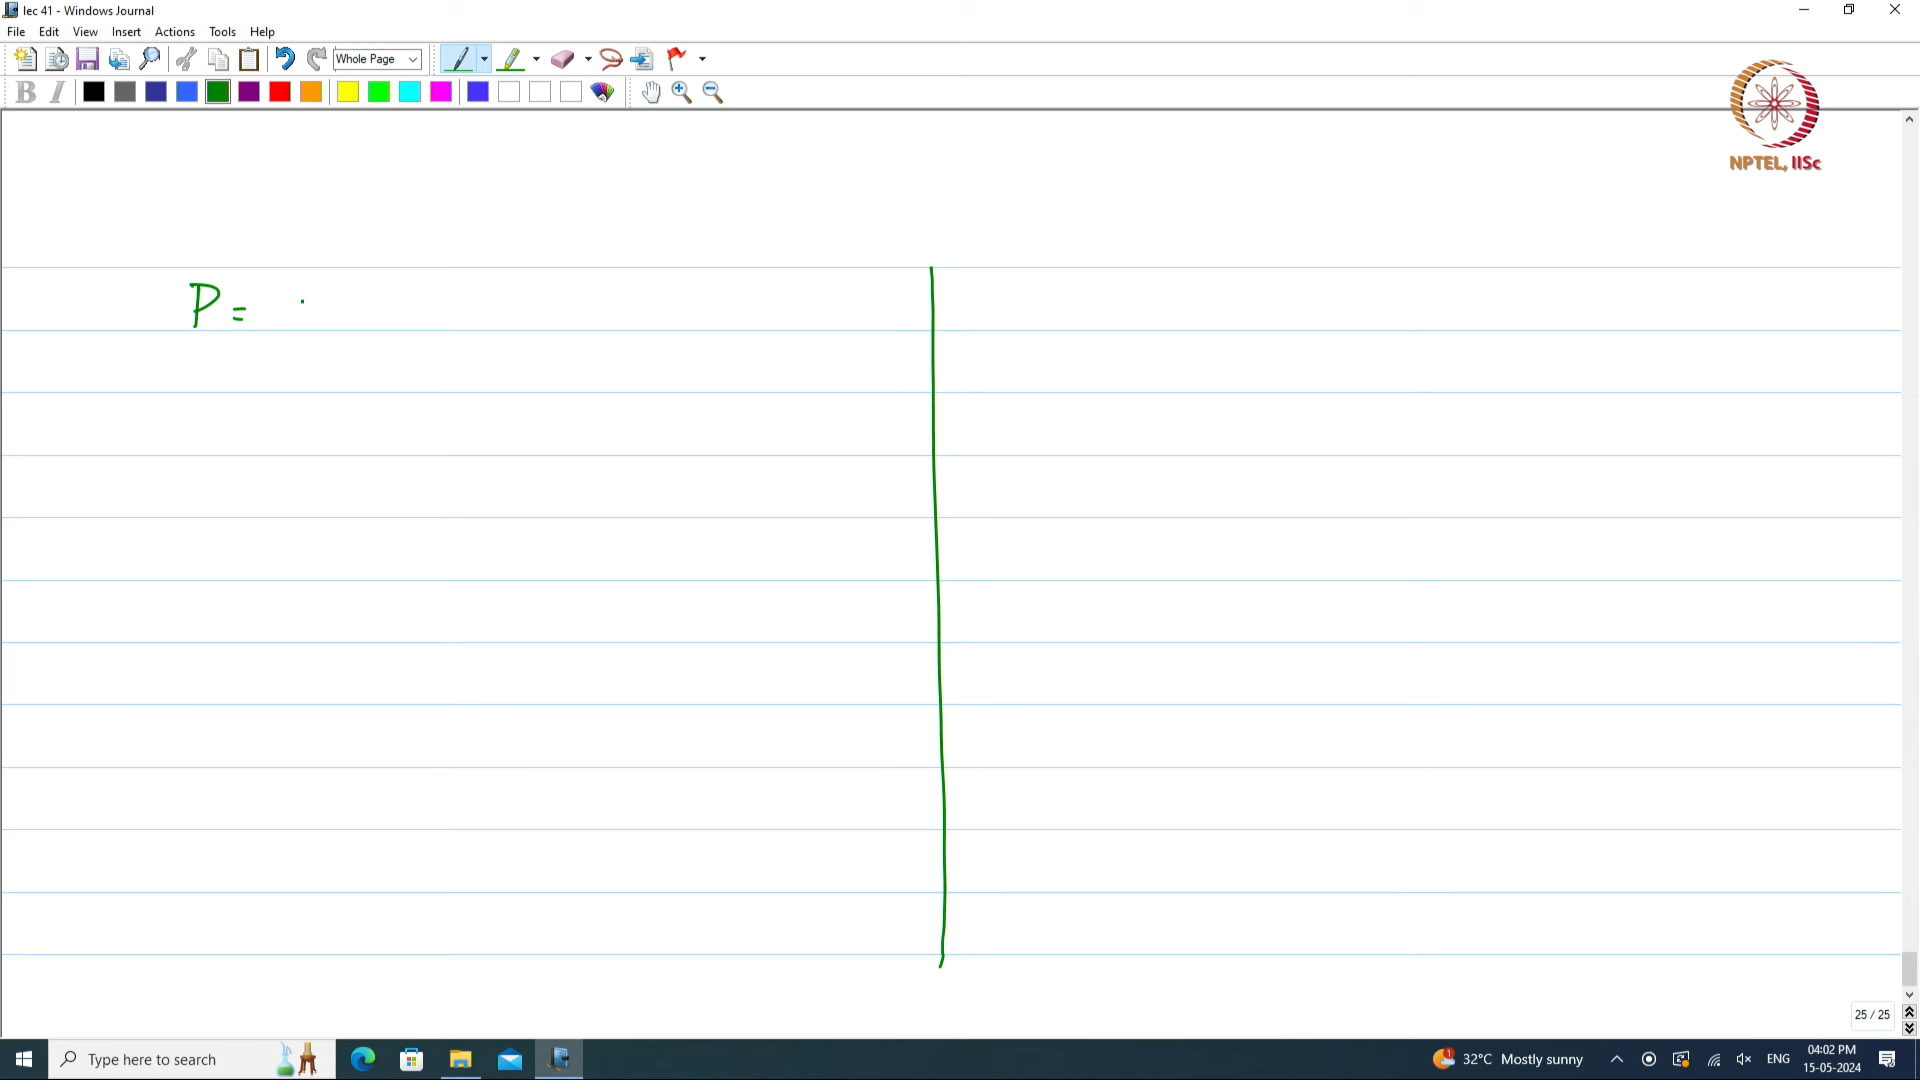 lec 41 - Windows Journal
File Edit View Insert Actions Tools Help
Whole Page
B I
NPTEL, IISc
P =
25 / 25
Type here to search
32°C Mostly sunny
ENG
04:02 PM
15-05-2024